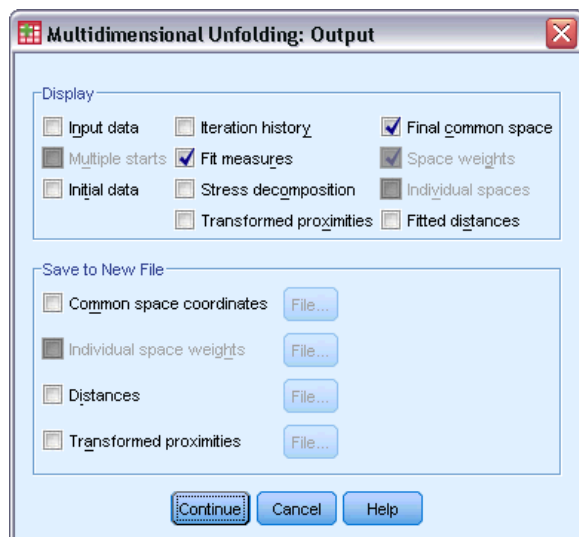 Multidimensional Unfolding: Output
Display
Input data
Iteration history
Final common space
Multiple starts
Fit measures
Space weights
Initial data
Stress decomposition
Individual spaces
Transformed proximities
Fitted distances
Save to New File
Common space coordinates
File...
Individual space weights
File...
Distances
File...
Transformed proximities
File...
Continue
Cancel
Help